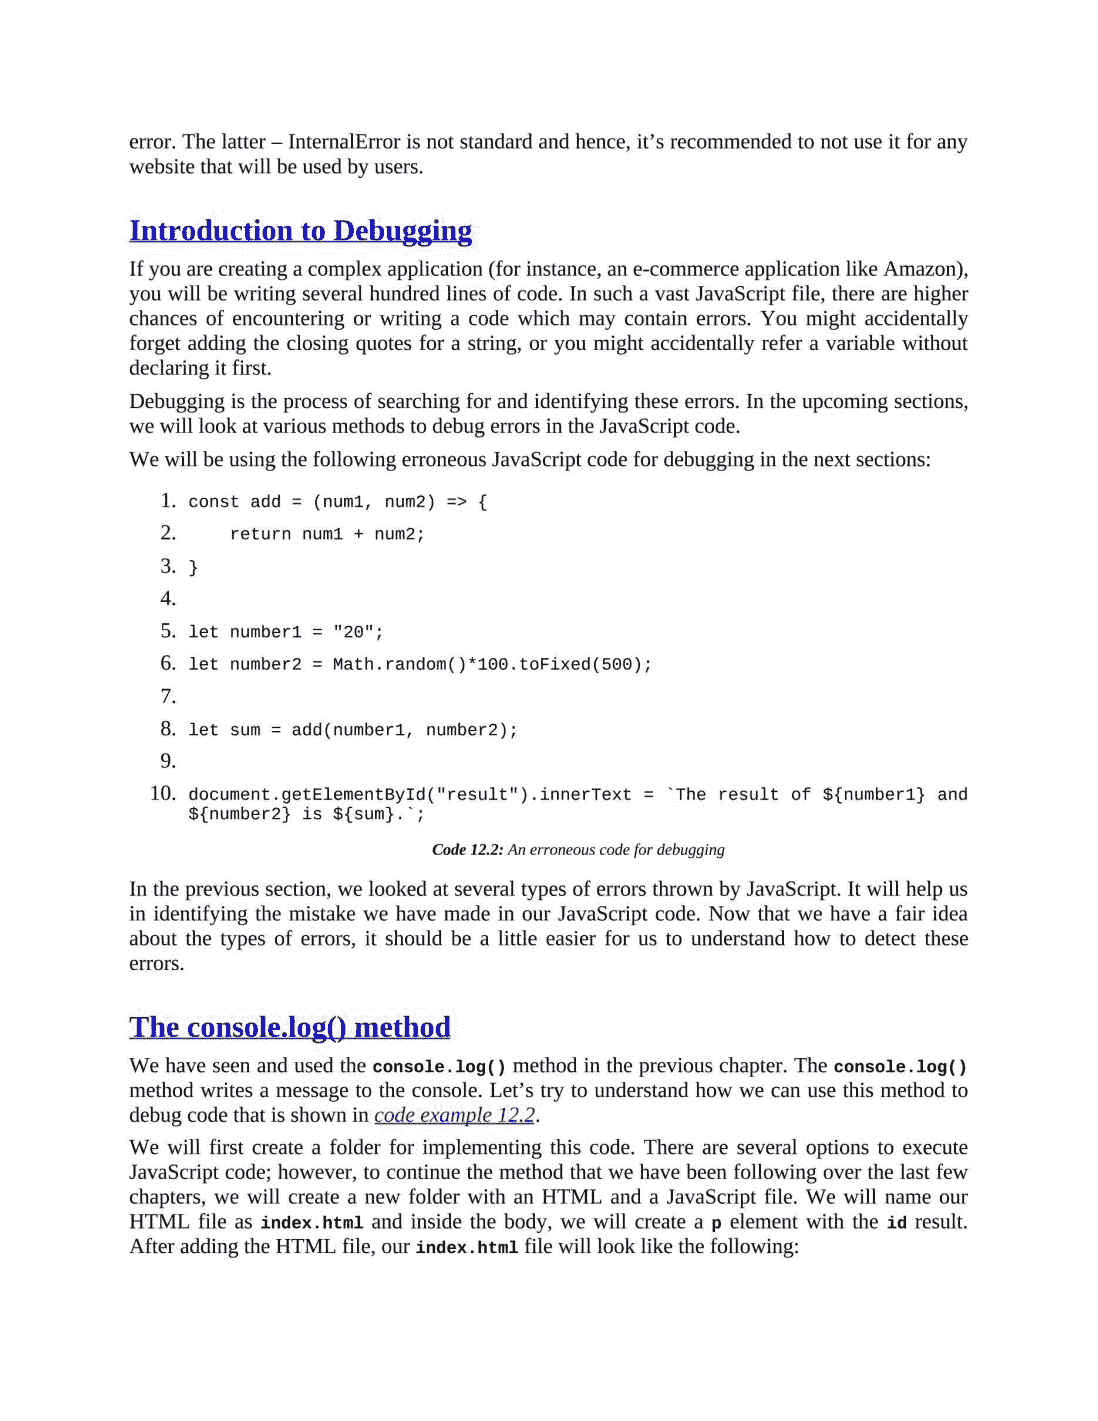 error. The latter – InternalError is not standard and hence, it’s recommended to not use it for any
website that will be used by users.
Introduction to Debugging
If you are creating a complex application (for instance, an e-commerce application like Amazon),
you will be writing several hundred lines of code. In such a vast JavaScript file, there are higher
chances of encountering or writing a code which may contain errors. You might accidentally
forget adding the closing quotes for a string, or you might accidentally refer a variable without
declaring it first.
Debugging is the process of searching for and identifying these errors. In the upcoming sections,
we will look at various methods to debug errors in the JavaScript code.
We will be using the following erroneous JavaScript code for debugging in the next sections:
1. const add = (num1, num2) => {
2.     return num1 + num2;
3. }
4.
5. let number1 = "20";
6. let number2 = Math.random()*100.toFixed(500);
7.
8. let sum = add(number1, number2);
9.
10. document.getElementById("result").innerText = `The result of ${number1} and
${number2} is ${sum}.`;
Code 12.2: An erroneous code for debugging
In the previous section, we looked at several types of errors thrown by JavaScript. It will help us
in identifying the mistake we have made in our JavaScript code. Now that we have a fair idea
about the types of errors, it should be a little easier for us to understand how to detect these
errors.
The console.log() method
We have seen and used the console.log() method in the previous chapter. The console.log()
method writes a message to the console. Let’s try to understand how we can use this method to
debug code that is shown in code example 12.2.
We will first create a folder for implementing this code. There are several options to execute
JavaScript code; however, to continue the method that we have been following over the last few
chapters, we will create a new folder with an HTML and a JavaScript file. We will name our
HTML file as index.html and inside the body, we will create a p element with the id result.
After adding the HTML file, our index.html file will look like the following: